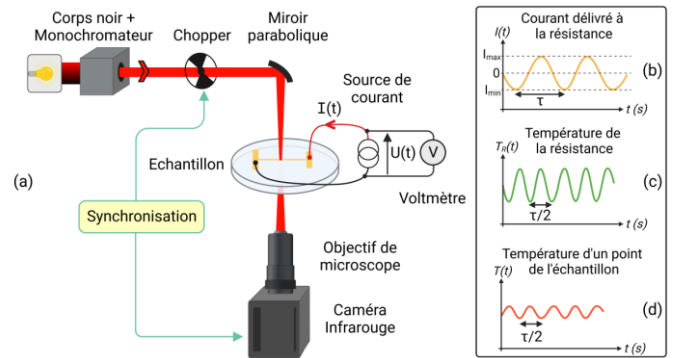 Corps noir +
Monochromateur
Chopper
Miroir
parabolique
Source de
courant
I(t)
U(t)
V
Echantillon
Voltmètre
(a)
Synchronisation
Objectif de
microscope
Caméra
Infrarouge
Courant délivré à
la résistance
I(t)
Imax
0
Imin
τ
t (s)
(b)
Température de
la résistance
TR(t)
τ/2
t (s)
(c)
Température d'un point
de l'échantillon
T(t)
τ/2
t (s)
(d)